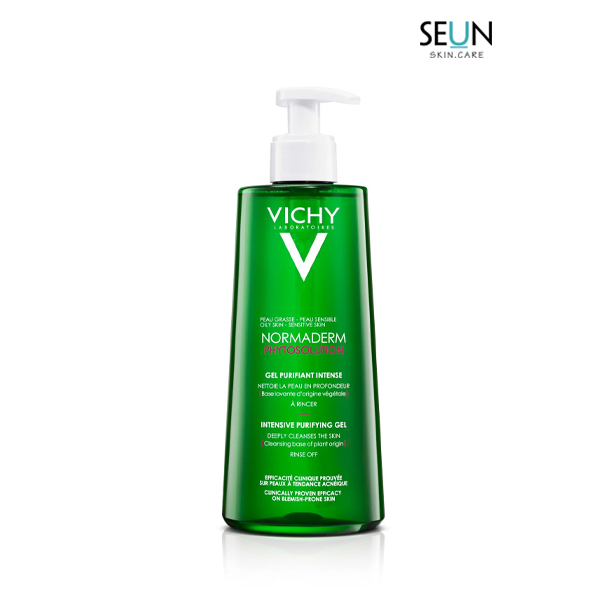 SEUN
SKIN.CARE
VICHY
LABORATOIRES
PEAU GRASSE - PEAU SENSIBLE
OILY SKIN - SENSITIVE SKIN
NORMADERM
PHYTOSOLUTION
GEL PURIFIANT INTENSE
NETTOIE LA PEAU EN PROFONDEUR
[Base lavante d'origine végétale]
À RINCER
INTENSIVE PURIFYING GEL
DEEPLY CLEANSES THE SKIN
[Cleansing base of plant origin]
RINSE OFF
EFFICACITÉ CLINIQUE PROUVÉE
SUR PEAUX À TENDANCE ACNÉIQUE
CLINICALLY PROVEN EFFICACY
ON BLEMISH-PRONE SKIN